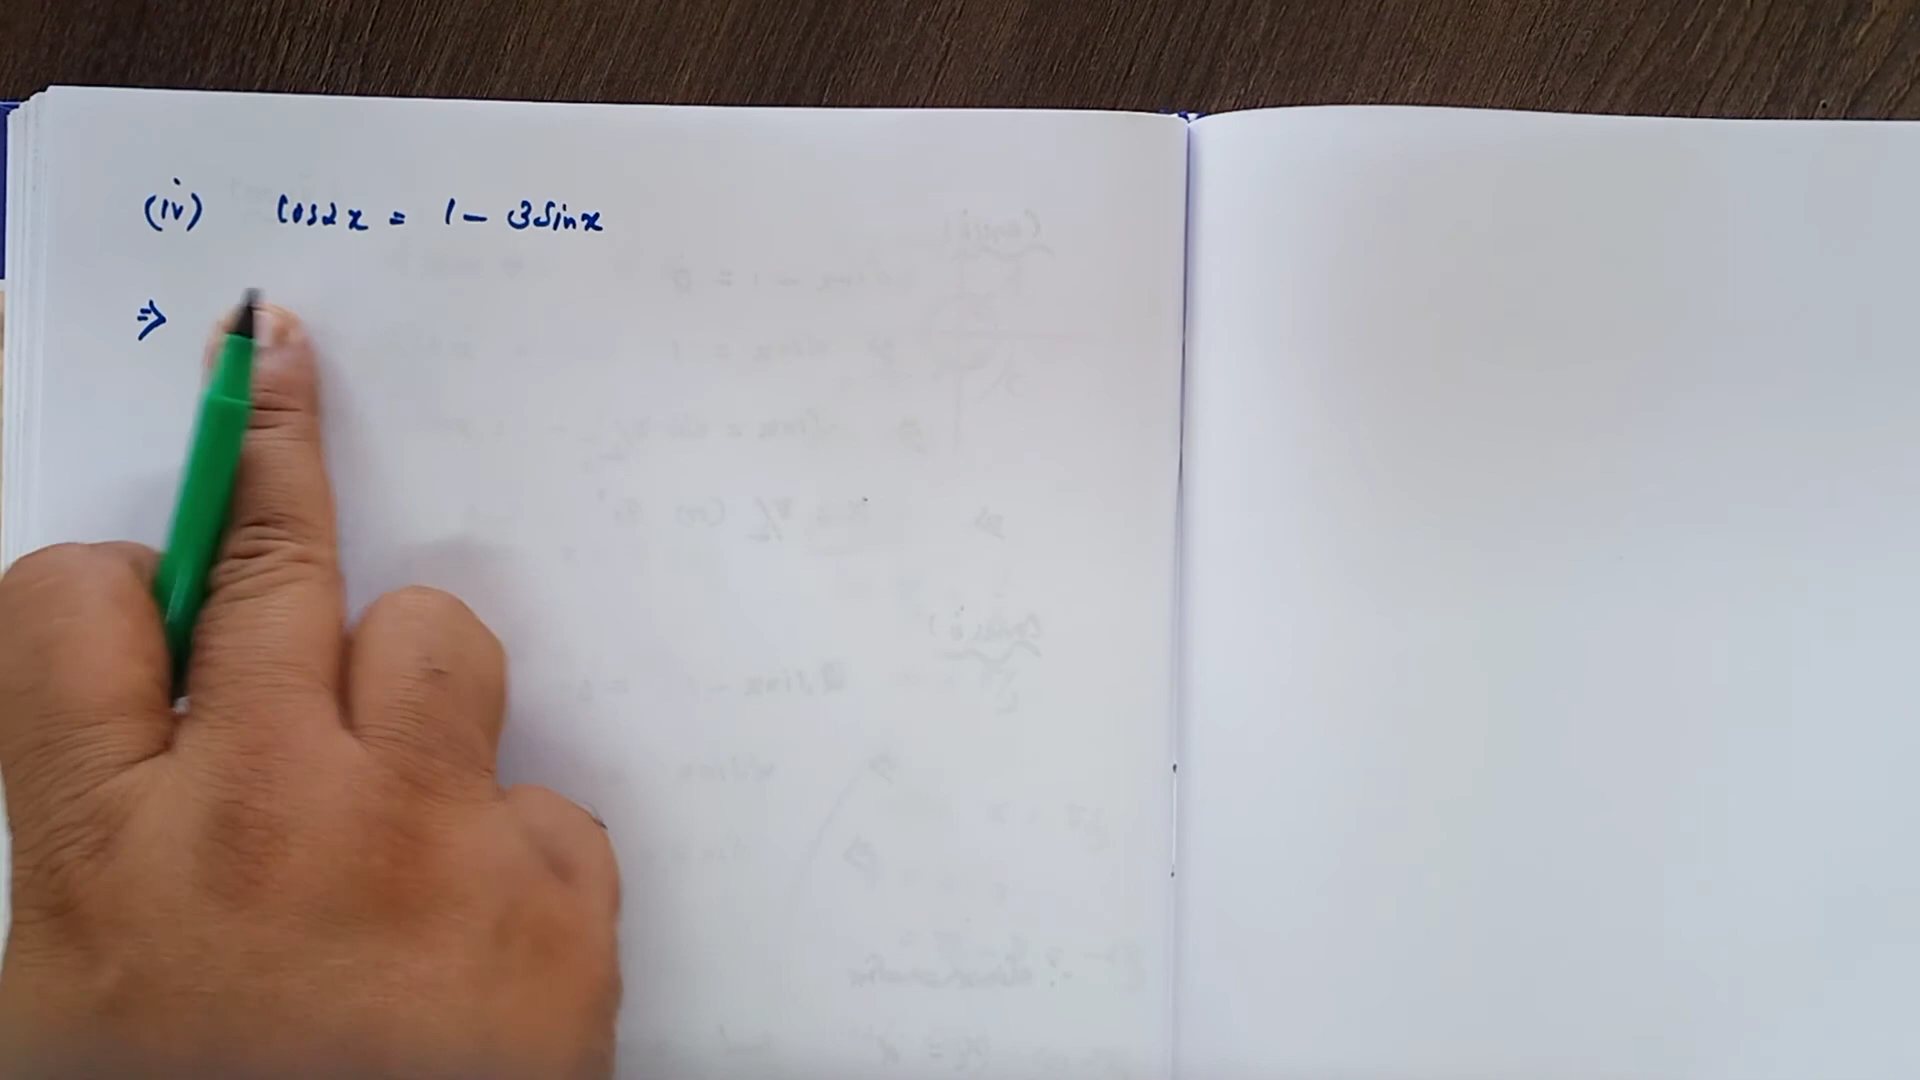 (iv) Cos2x = 1 - 3Sinx
⇒